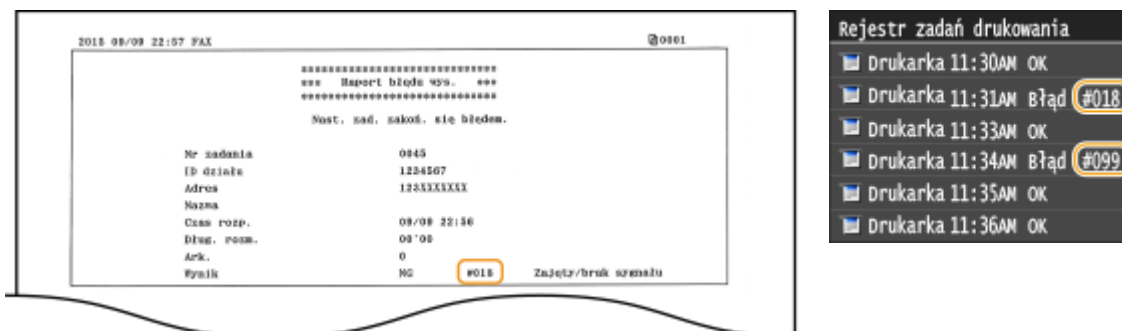 2015 09/09 22:57 FAX
0001
*****************************
*** Raport błędu wys. ***
*****************************
Nast. zad. zakoń. się błędem.
Nr zadania 0045
ID działu 1234567
Adres 123XXXXXXX
Nazwa
Czas rozp. 09/09 22:56
Dług. rozm. 00'00
Ark. 0
Wynik NG #018 Zajęty/brak sygnału
Rejestr zadań drukowania
Drukarka 11:30AM OK
Drukarka 11:31AM Błąd #018
Drukarka 11:33AM OK
Drukarka 11:34AM Błąd #099
Drukarka 11:35AM OK
Drukarka 11:36AM OK